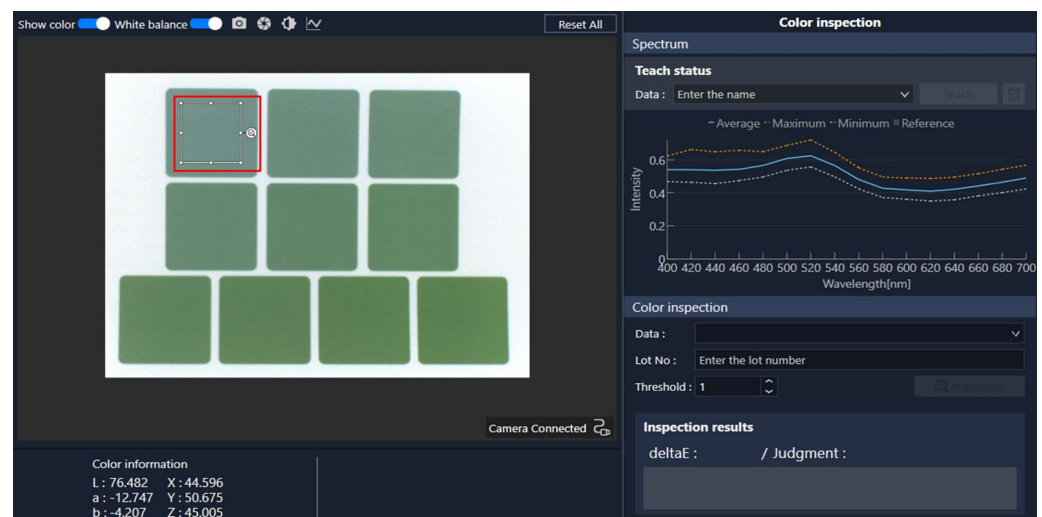 Show color White balance Reset All
Color inspection
Spectrum
Teach status
Data : Enter the name Teach
Average Maximum Minimum Reference
Intensity
0.6
0.4
0.2
0
400 420 440 460 480 500 520 540 560 580 600 620 640 660 680 700
Wavelength[nm]
Color inspection
Data :
Lot No : Enter the lot number
Threshold : 1 Inspection
Inspection results
deltaE : / Judgment :
Camera Connected
Color information
L : 76.482 X : 44.596
a : -12.747 Y : 50.675
b : -4.207 Z : 45.005